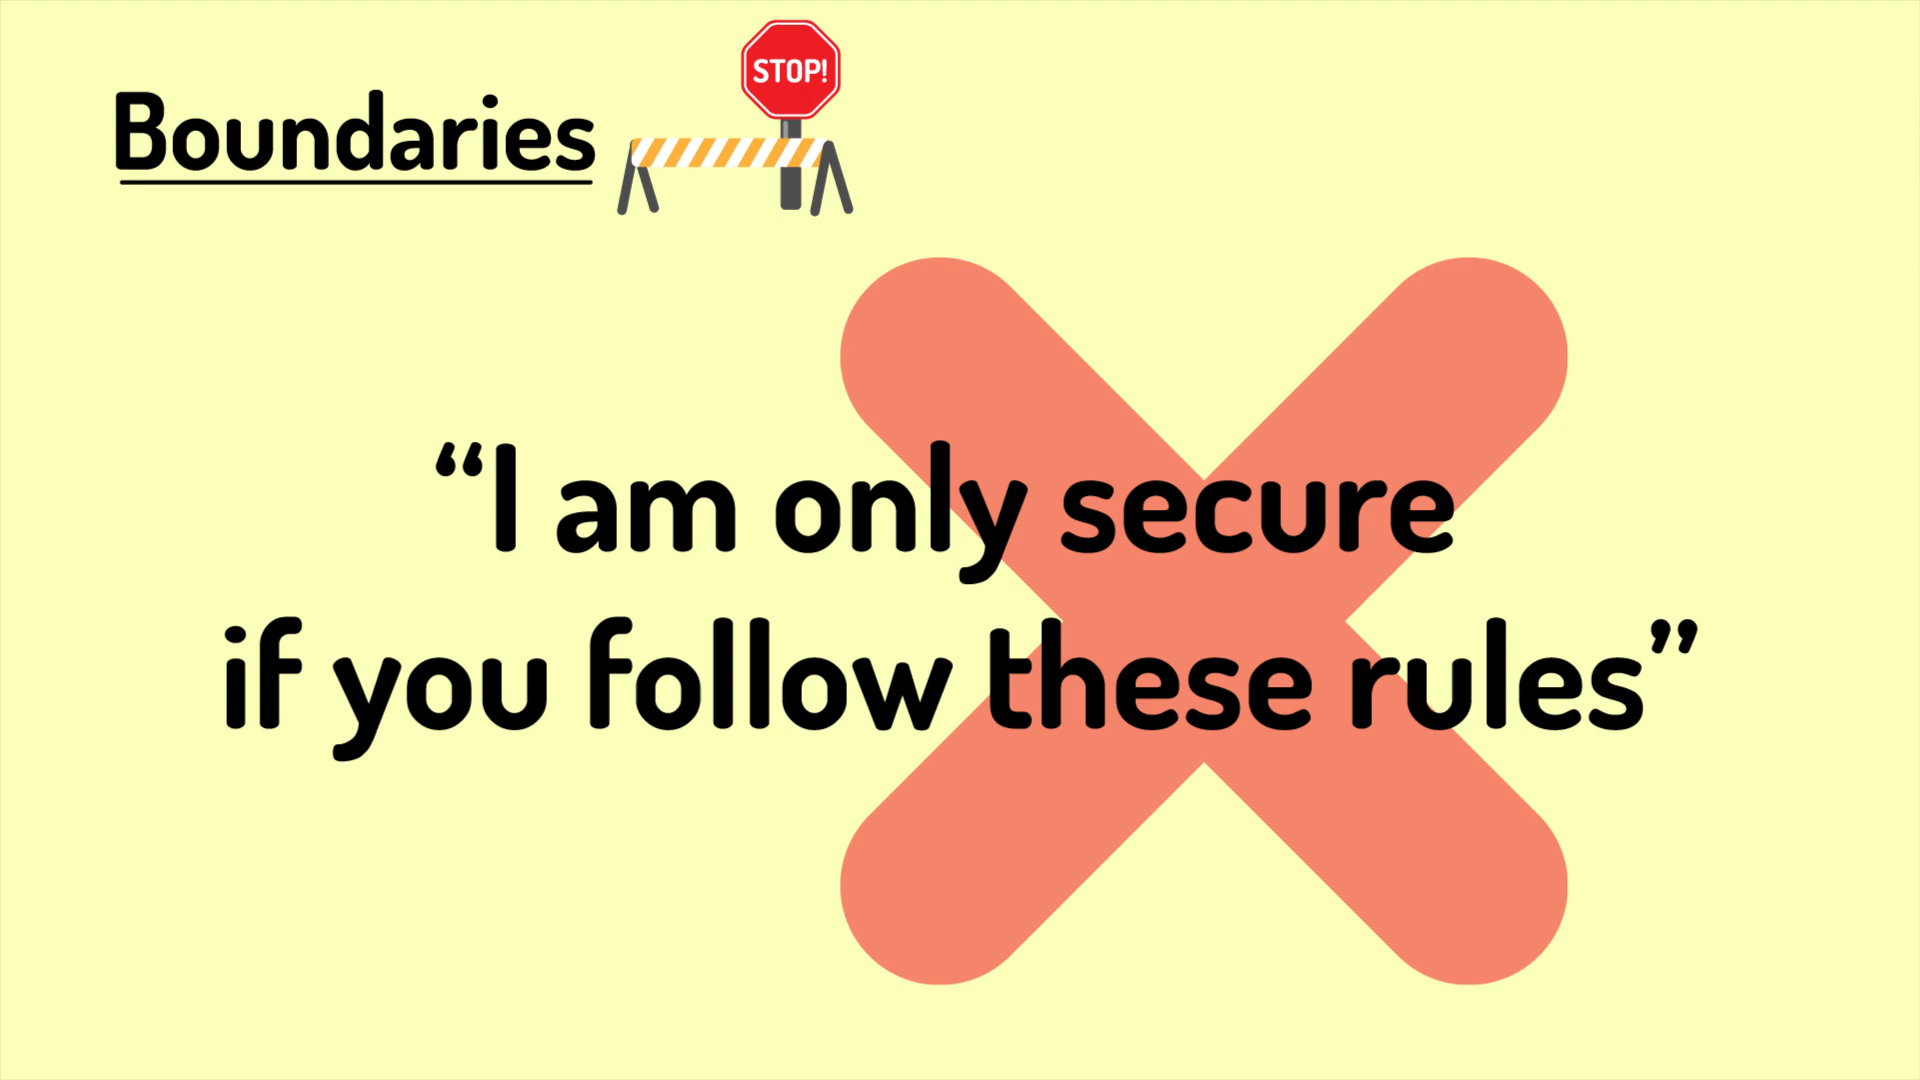 STOP!
Boundaries
“I am only secure
if you follow these rules”